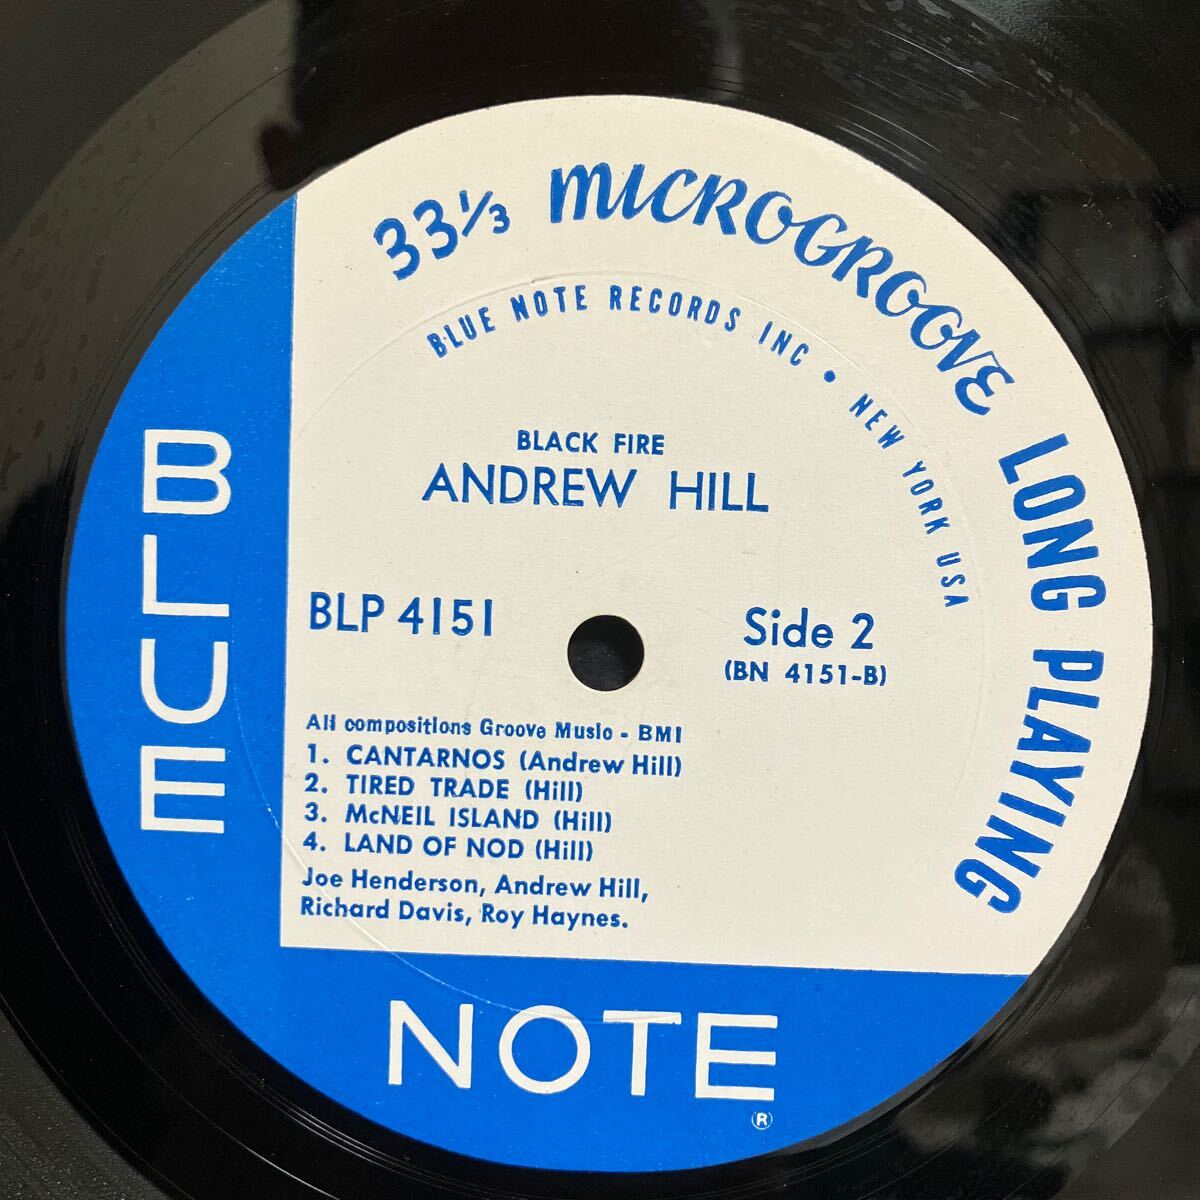 33⅓ MICROGROOVE LONG PLAYING
BLUE NOTE RECORDS INC • NEW YORK USA
BLACK FIRE
ANDREW HILL
BLP 4151
Side 2
(BN 4151-B)
All compositions Groove Music - BMI
1. CANTARNOS (Andrew Hill)
2. TIRED TRADE (Hill)
3. McNEIL ISLAND (Hill)
4. LAND OF NOD (Hill)
Joe Henderson, Andrew Hill,
Richard Davis, Roy Haynes.
BLUE
NOTE
®